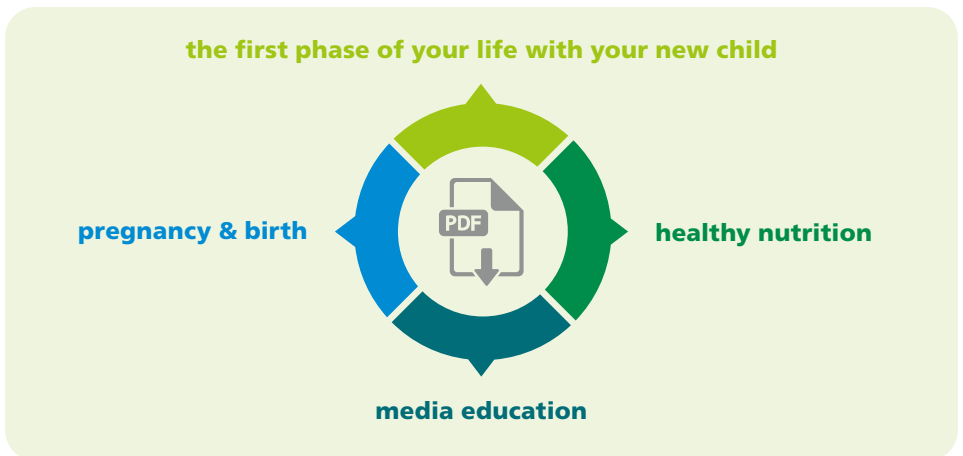 the first phase of your life with your new child
pregnancy & birth
PDF
healthy nutrition
media education